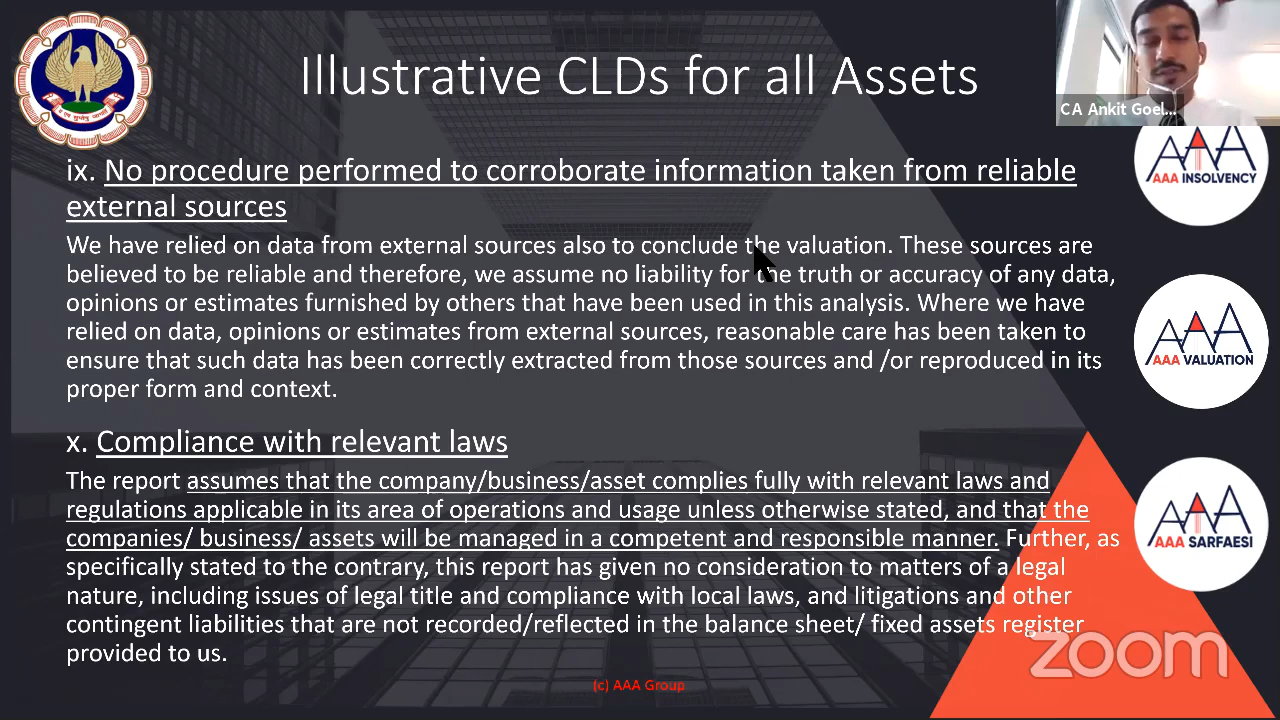 Illustrative CLDs for all Assets
CA Ankit Goel...
ix. No procedure performed to corroborate information taken from reliable
external sources
We have relied on data from external sources also to conclude the valuation. These sources are
believed to be reliable and therefore, we assume no liability for the truth or accuracy of any data,
opinions or estimates furnished by others that have been used in this analysis. Where we have
relied on data, opinions or estimates from external sources, reasonable care has been taken to
ensure that such data has been correctly extracted from those sources and /or reproduced in its
proper form and context.
x. Compliance with relevant laws
The report assumes that the company/business/asset complies fully with relevant laws and
regulations applicable in its area of operations and usage unless otherwise stated, and that the
companies/ business/ assets will be managed in a competent and responsible manner. Further, as
specifically stated to the contrary, this report has given no consideration to matters of a legal
nature, including issues of legal title and compliance with local laws, and litigations and other
contingent liabilities that are not recorded/reflected in the balance sheet/ fixed assets register
provided to us.
(c) AAA Group
AAA
AAA INSOLVENCY
AAA
AAA VALUATION
AAA
AAA SARFAESI
zoom